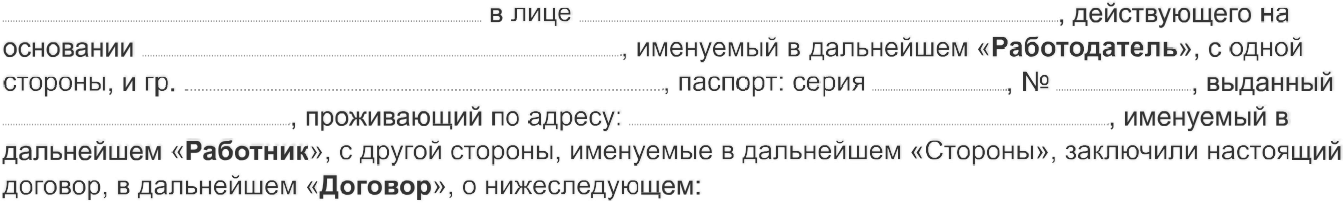 в лице , действующего на
основании , именуемый в дальнейшем «Работодатель», с одной
стороны, и гр. , паспорт: серия , № , выданный
, проживающий по адресу: , именуемый в
дальнейшем «Работник», с другой стороны, именуемые в дальнейшем «Стороны», заключили настоящий
договор, в дальнейшем «Договор», о нижеследующем: